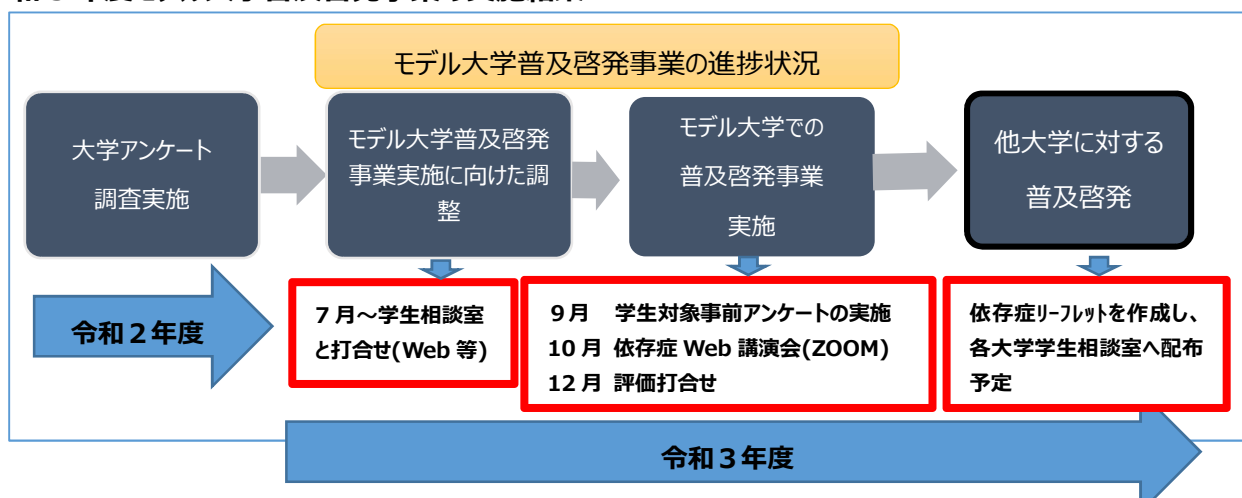 モデル大学普及啓発事業の進捗状況
大学アンケート
調査実施
モデル大学普及啓発
事業実施に向けた調
整
モデル大学での
普及啓発事業
実施
他大学に対する
普及啓発
令和２年度
７月～学生相談室
と打合せ(Web 等)
９月 学生対象事前アンケートの実施
10 月 依存症 Web 講演会(ZOOM)
12 月 評価打合せ
依存症ﾘｰﾌﾚｯﾄを作成し、
各大学学生相談室へ配布
予定
令和３年度